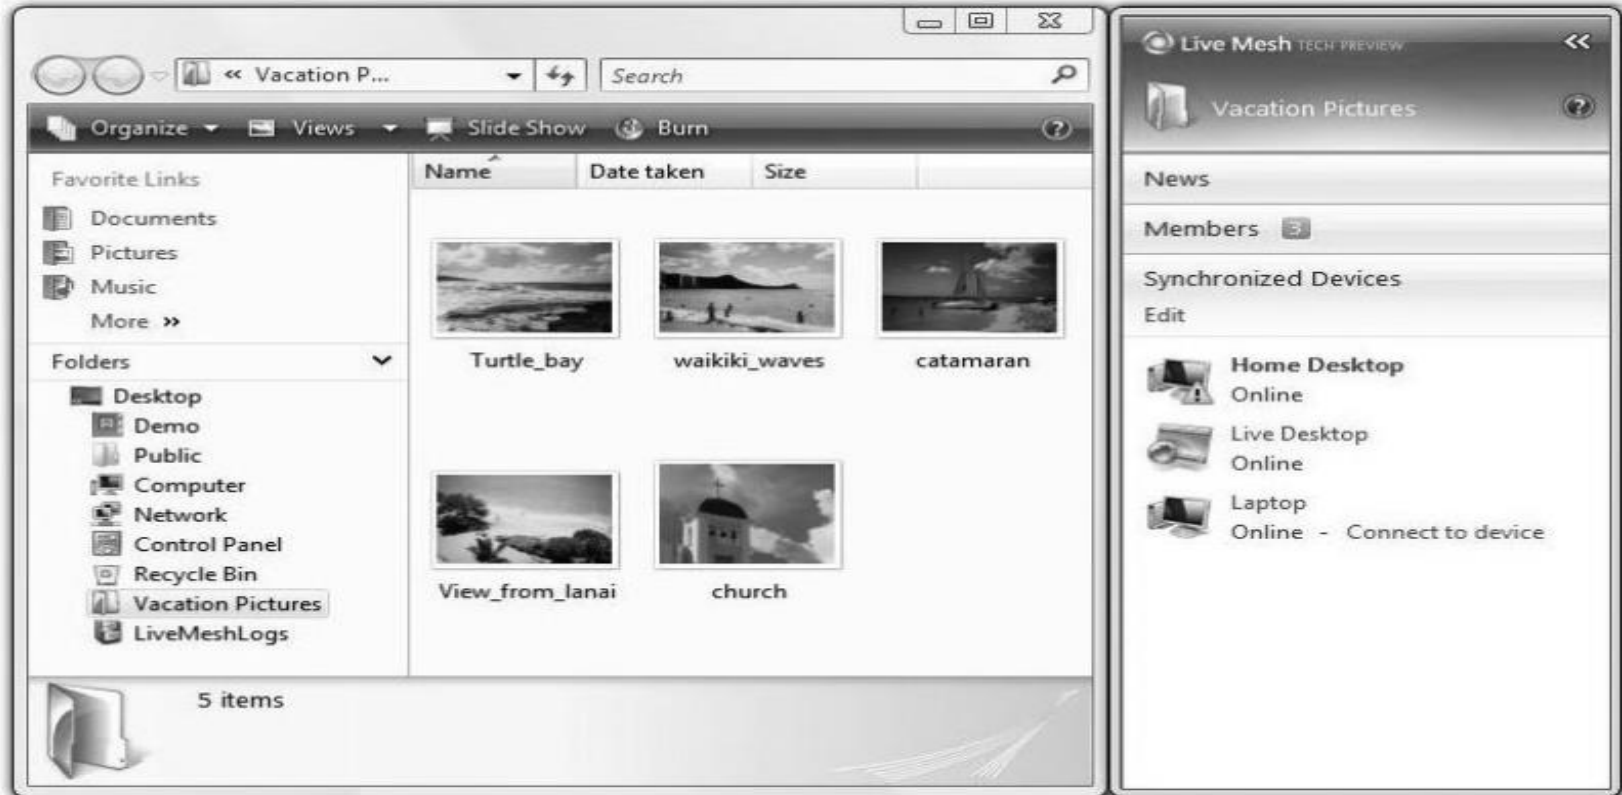 « Vacation P...
Search
Organize
Views
Slide Show
Burn
Favorite Links
Documents
Pictures
Music
More »
Folders
Desktop
Demo
Public
Computer
Network
Control Panel
Recycle Bin
Vacation Pictures
LiveMeshLogs
Name Date taken Size
Turtle_bay waikiki_waves catamaran
View_from_lanai church
5 items
Live Mesh TECH PREVIEW
Vacation Pictures
News
Members 3
Synchronized Devices
Edit
Home Desktop
Online
Live Desktop
Online
Laptop
Online - Connect to device